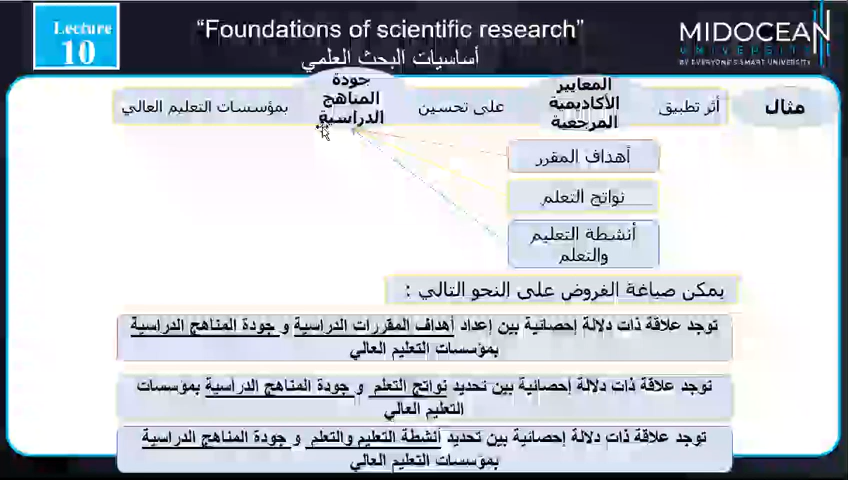 Lecture
10
“Foundations of scientific research”
أساسيات البحث العلمي
MIDOCEAN
UNIVERSITY
BY EVERYONE'S SMART UNIVERSITY
مثال
أثر تطبيق
المعايير
الأكاديمية
المرجعية
على تحسين
جودة
المناهج
الدراسية
بمؤسسات التعليم العالي
أهداف المقرر
نواتج التعلم
أنشطة التعليم
والتعلم
يمكن صياغة الفروض على النحو التالي :
توجد علاقة ذات دلالة إحصائية بين إعداد أهداف المقررات الدراسية و جودة المناهج الدراسية
بمؤسسات التعليم العالي
توجد علاقة ذات دلالة إحصائية بين تحديد نواتج التعلم و جودة المناهج الدراسية بمؤسسات
التعليم العالي
توجد علاقة ذات دلالة إحصائية بين تحديد أنشطة التعليم والتعلم و جودة المناهج الدراسية
بمؤسسات التعليم العالي